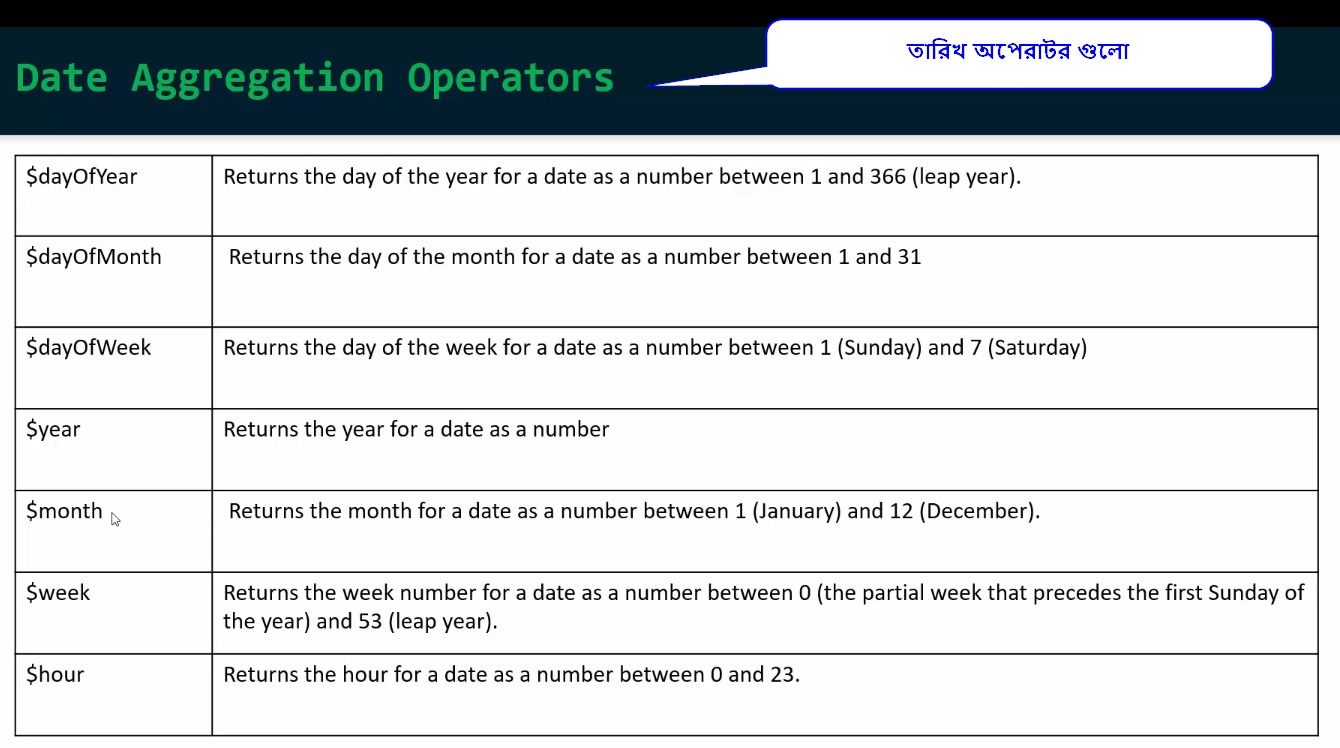 Date Aggregation Operators
তারিখ অপেরাটর গুলো
$dayOfYear Returns the day of the year for a date as a number between 1 and 366 (leap year).
$dayOfMonth Returns the day of the month for a date as a number between 1 and 31
$dayOfWeek Returns the day of the week for a date as a number between 1 (Sunday) and 7 (Saturday)
$year Returns the year for a date as a number
$month Returns the month for a date as a number between 1 (January) and 12 (December).
$week Returns the week number for a date as a number between 0 (the partial week that precedes the first Sunday of
the year) and 53 (leap year).
$hour Returns the hour for a date as a number between 0 and 23.